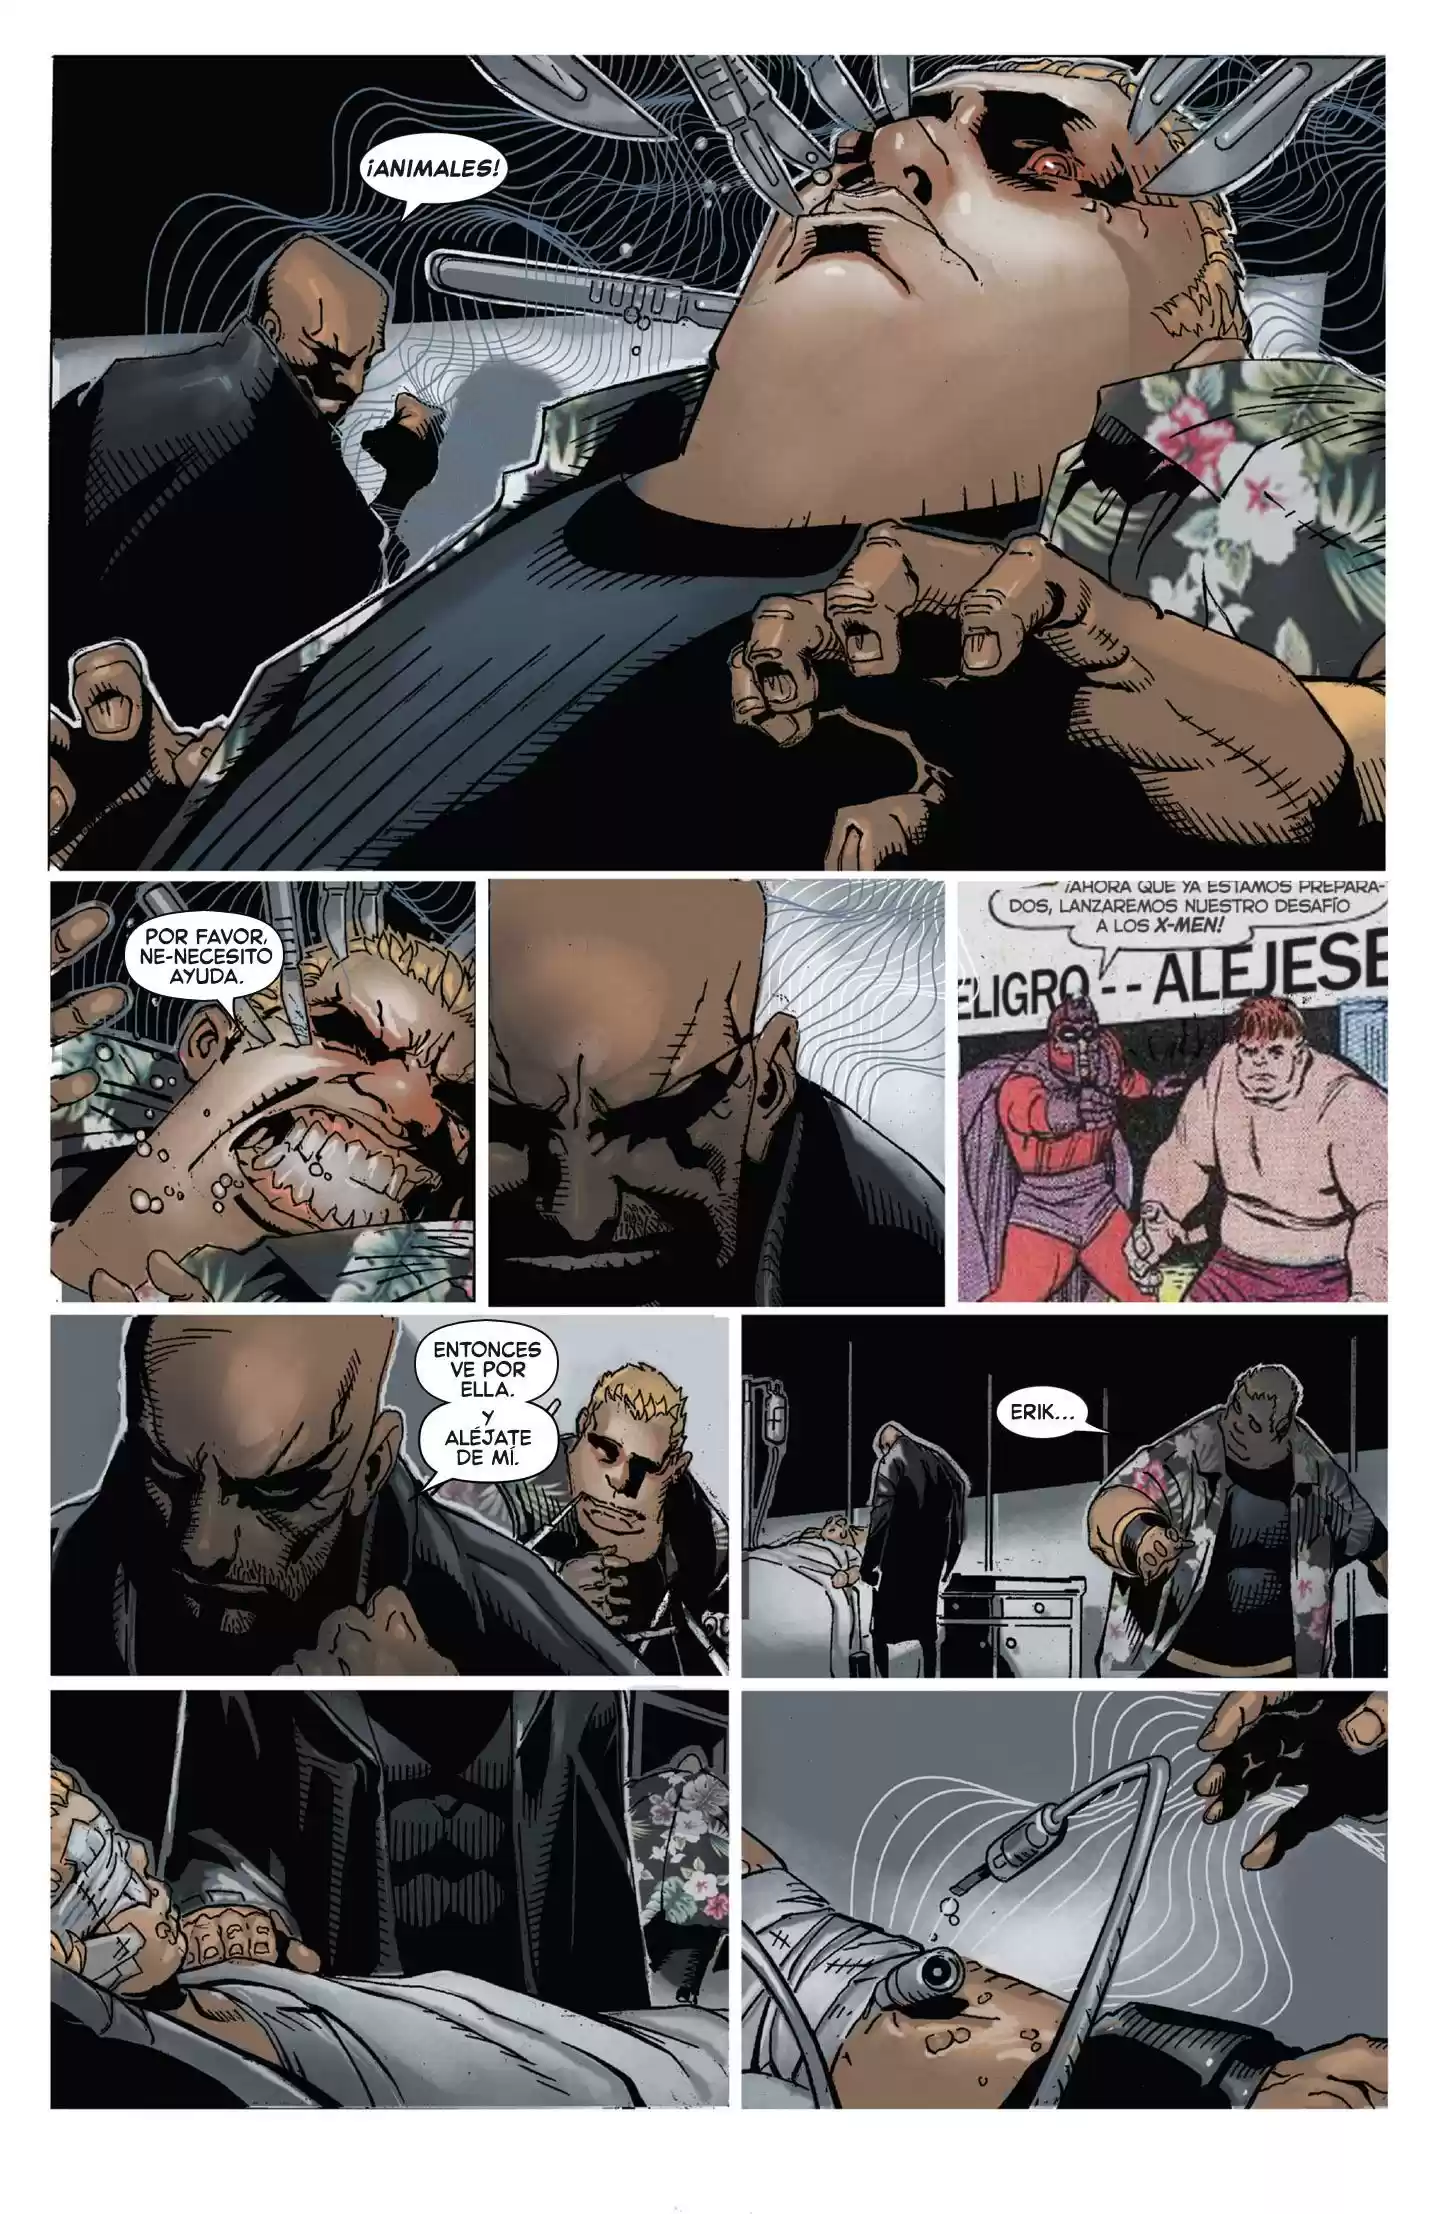 ¡ANIMALES!
POR FAVOR,
NE-NECESITO
AYUDA.
¡AHORA QUE YA ESTAMOS PREPARA-
DOS, LANZAREMOS NUESTRO DESAFÍO
A LOS X-MEN!
ELIGRO -- ALEJESE
ENTONCES
VE POR
ELLA.
Y
ALÉJATE
DE MÍ.
ERIK...